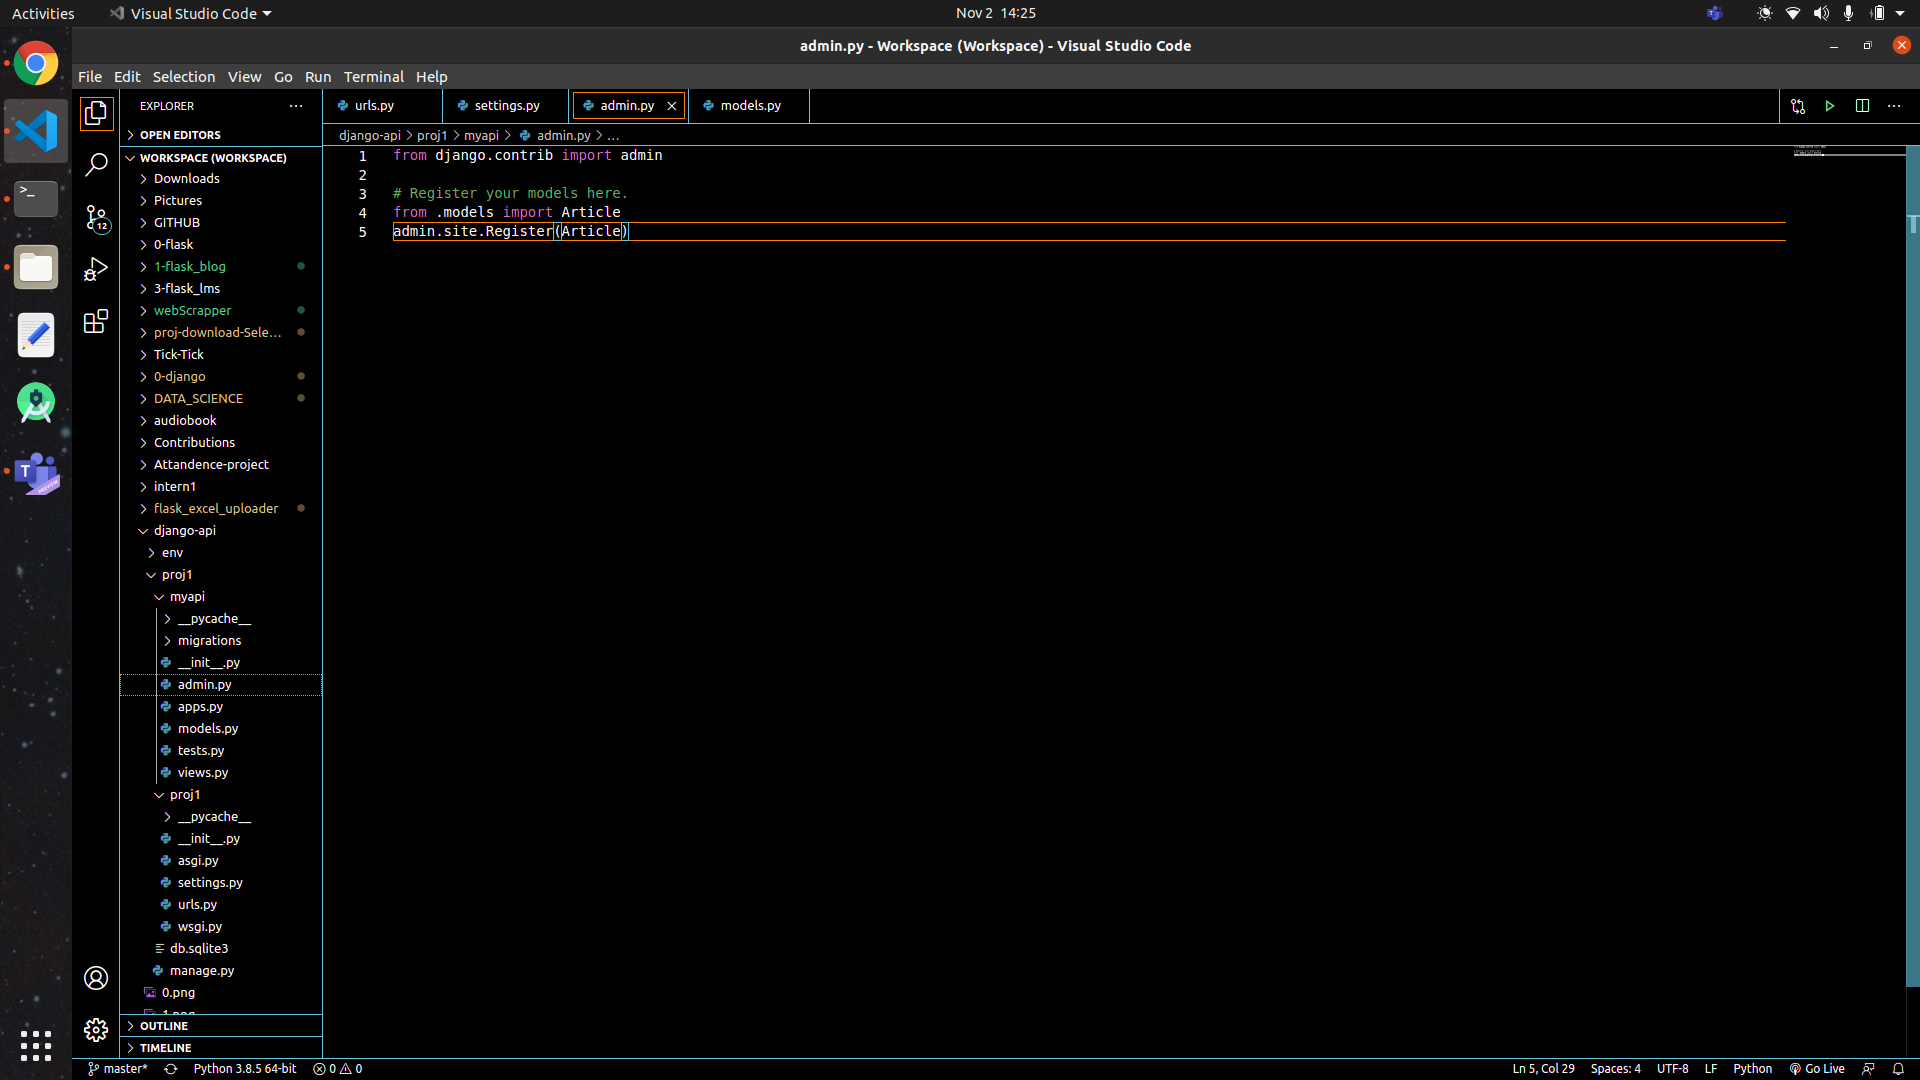 Activities
Visual Studio Code
Nov 2 14:25
admin.py - Workspace (Workspace) - Visual Studio Code
File Edit Selection View Go Run Terminal Help
EXPLORER
urls.py
settings.py
admin.py
models.py
OPEN EDITORS
django-api > proj1 > myapi > admin.py > ...
WORKSPACE (WORKSPACE)
Downloads
Pictures
GITHUB
0-flask
1-flask_blog
3-flask_lms
webScrapper
proj-download-Sele...
Tick-Tick
0-django
DATA_SCIENCE
audiobook
Contributions
Attandence-project
intern1
flask_excel_uploader
django-api
env
proj1
myapi
__pycache__
migrations
__init__.py
admin.py
apps.py
models.py
tests.py
views.py
proj1
__pycache__
__init__.py
asgi.py
settings.py
urls.py
wsgi.py
db.sqlite3
manage.py
0.png
OUTLINE
TIMELINE
12
1 from django.contrib import admin
2
3 # Register your models here.
4 from .models import Article
5 admin.site.Register(Article)
T
PREVIEW
master*
Python 3.8.5 64-bit
0 0
Ln 5, Col 29
Spaces: 4
UTF-8
LF
Python
Go Live